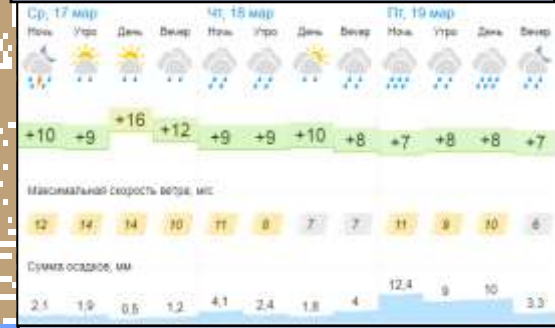 Ср, 17 мар Чт, 18 мар Пт, 19 мар
Ночь Утро День Вечер Ночь Утро День Вечер Ночь Утро День Вечер
+10 +9 +16 +12 +9 +9 +10 +8 +7 +8 +8 +7
Максимальная скорость ветра, м/с
12 14 14 10 11 8 7 7 11 9 10 6
Сумма осадков, мм
2,1 1,9 0,5 1,2 4,1 2,4 1,8 4 12,4 9 10 3,3